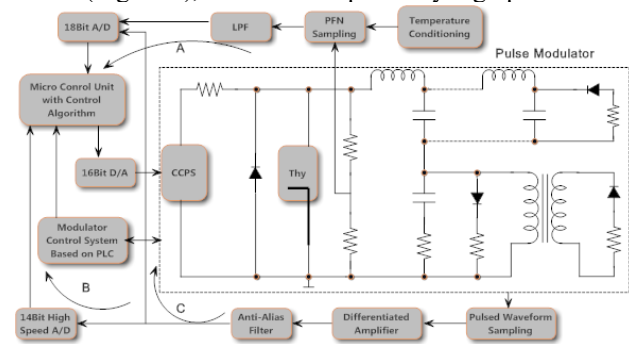 18Bit A/D
LPF
PFN
Sampling
Temperature
Conditioning
A
Pulse Modulator
Micro Conrol Unit
with Control
Algorithm
16Bit D/A
CCPS
Thy
Modulator
Control System
Based on PLC
B
C
14Bit High
Speed A/D
Anti-Alias
Filter
Differentiated
Amplifier
Pulsed Waveform
Sampling